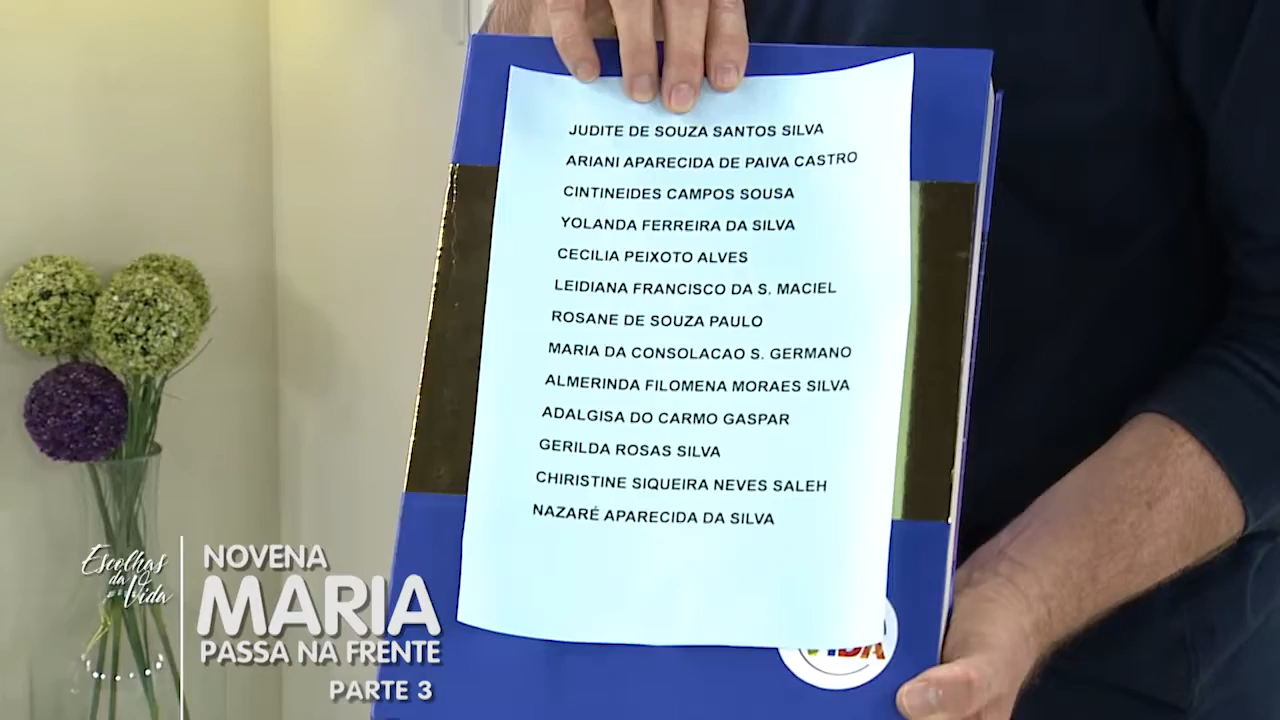 JUDITE DE SOUZA SANTOS SILVA
ARIANI APARECIDA DE PAIVA CASTRO
CINTINEIDES CAMPOS SOUSA
YOLANDA FERREIRA DA SILVA
CECILIA PEIXOTO ALVES
LEIDIANA FRANCISCO DA S. MACIEL
ROSANE DE SOUZA PAULO
MARIA DA CONSOLACAO S. GERMANO
ALMERINDA FILOMENA MORAES SILVA
ADALGISA DO CARMO GASPAR
GERILDA ROSAS SILVA
CHIRISTINE SIQUEIRA NEVES SALEH
NAZARÉ APARECIDA DA SILVA
Escolhas
da
Vida
NOVENA
MARIA
PASSA NA FRENTE
PARTE 3